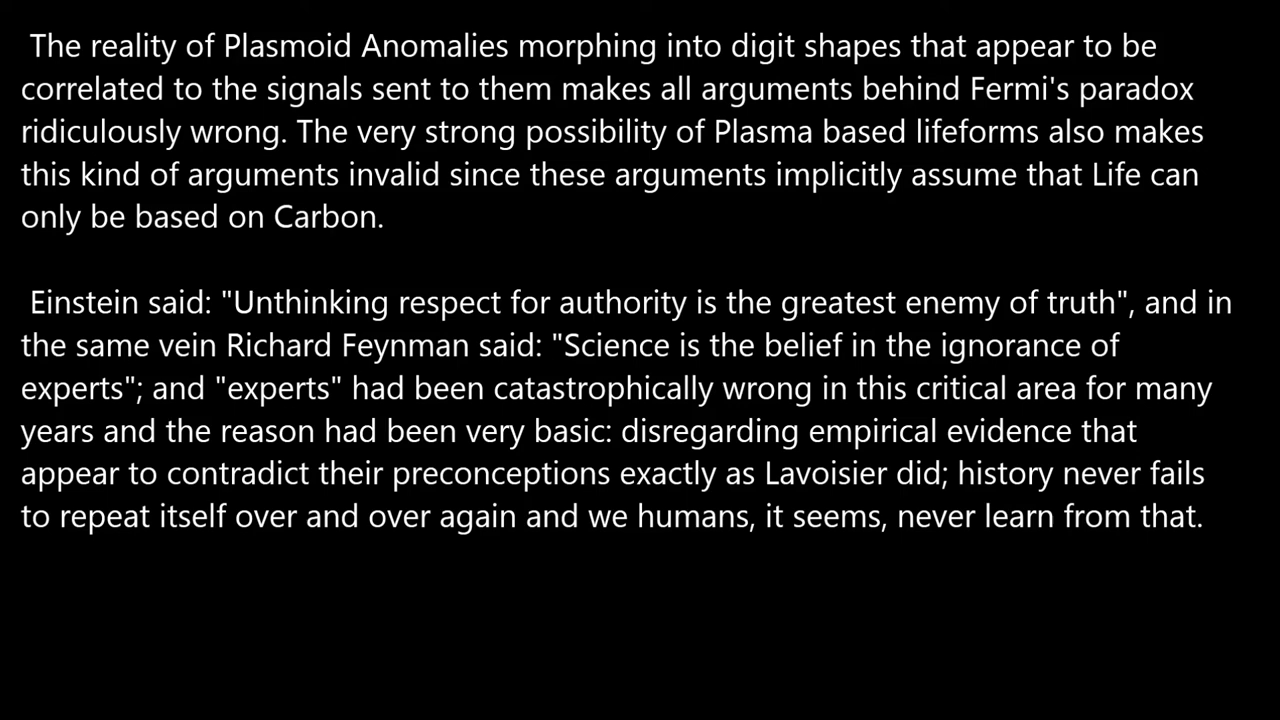 The reality of Plasmoid Anomalies morphing into digit shapes that appear to be
correlated to the signals sent to them makes all arguments behind Fermi's paradox
ridiculously wrong. The very strong possibility of Plasma based lifeforms also makes
this kind of arguments invalid since these arguments implicitly assume that Life can
only be based on Carbon.
Einstein said: "Unthinking respect for authority is the greatest enemy of truth", and in
the same vein Richard Feynman said: "Science is the belief in the ignorance of
experts"; and "experts" had been catastrophically wrong in this critical area for many
years and the reason had been very basic: disregarding empirical evidence that
appear to contradict their preconceptions exactly as Lavoisier did; history never fails
to repeat itself over and over again and we humans, it seems, never learn from that.